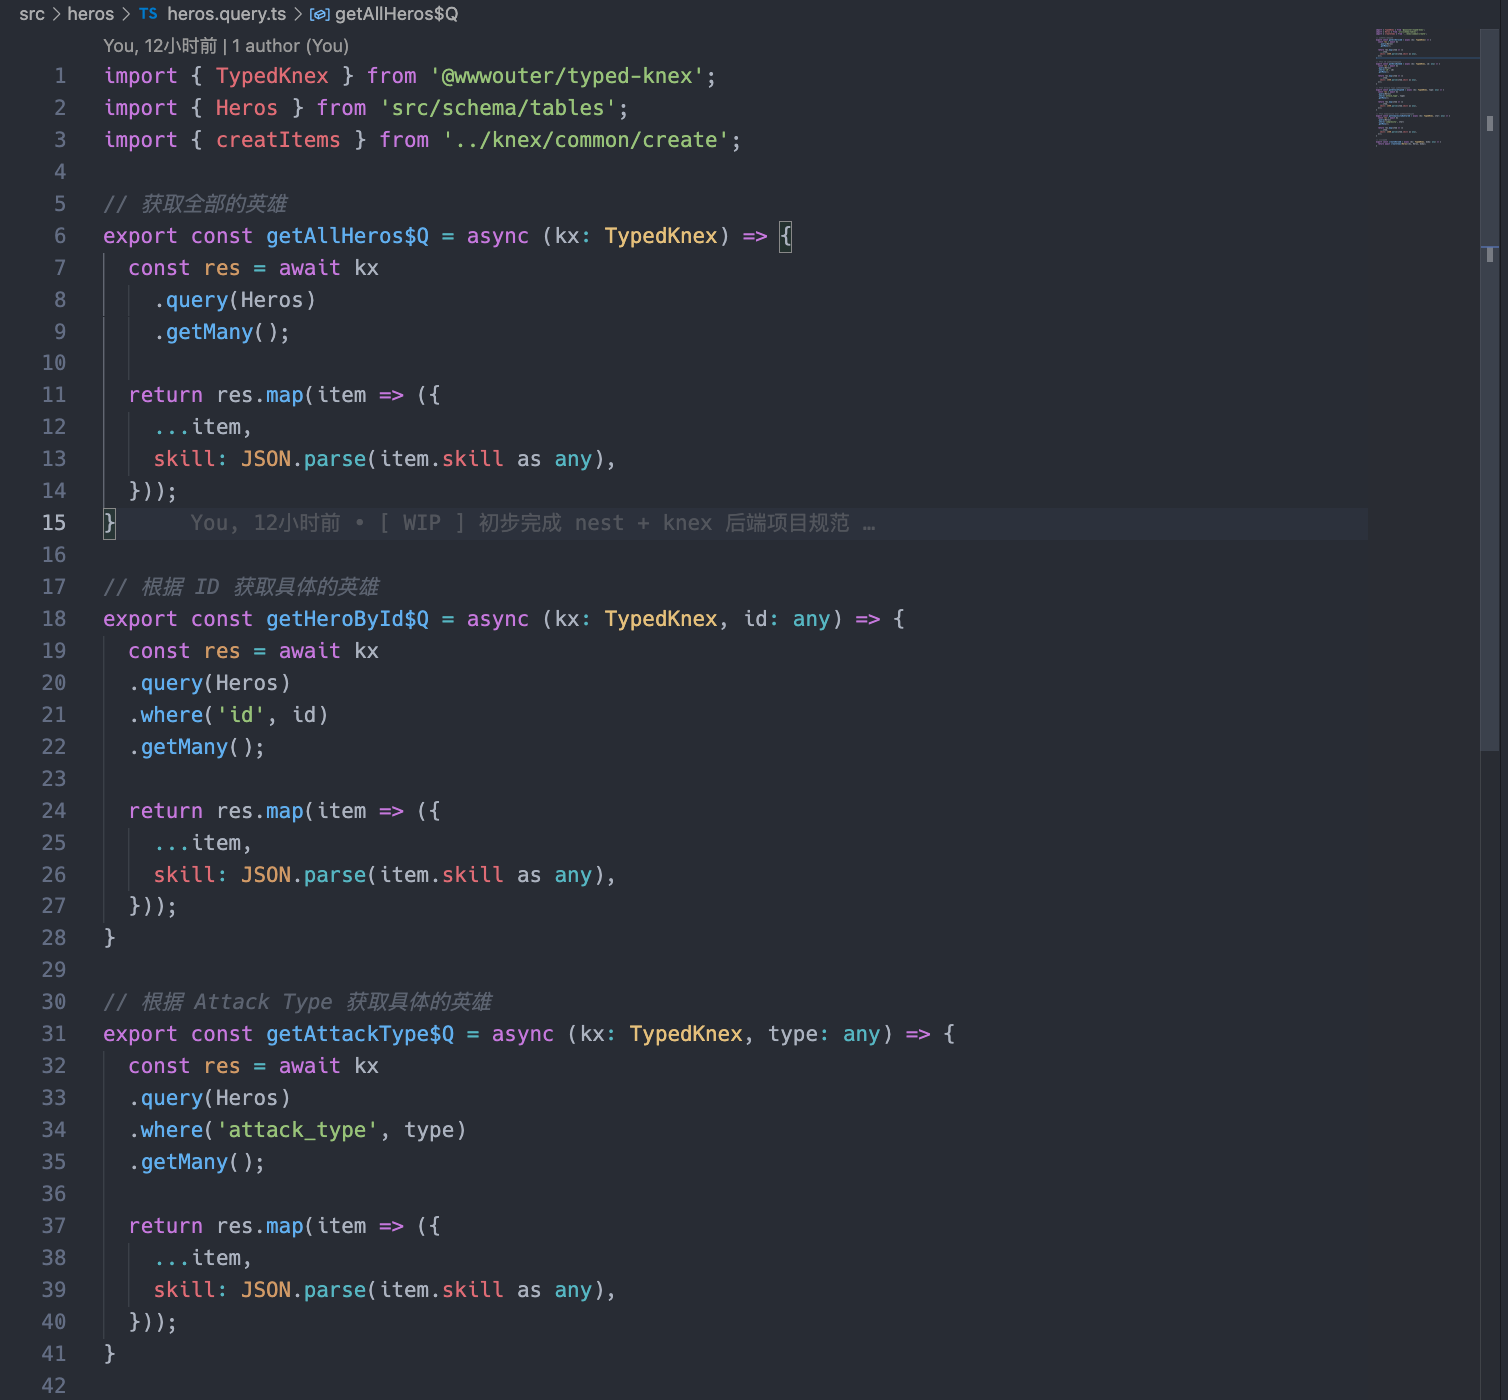 src > heros > TS heros.query.ts > getAllHeros$Q
You, 12小时前 | 1 author (You)
1 import { TypedKnex } from '@wwwouter/typed-knex';
2 import { Heros } from 'src/schema/tables';
3 import { creatItems } from '../knex/common/create';
4
5 // 获取全部的英雄
6 export const getAllHeros$Q = async (kx: TypedKnex) => {
7   const res = await kx
8     .query(Heros)
9     .getMany();
10
11   return res.map(item => ({
12     ...item,
13     skill: JSON.parse(item.skill as any),
14   }));
15 } You, 12小时前 • [ WIP ] 初步完成 nest + knex 后端项目规范 …
16
17 // 根据 ID 获取具体的英雄
18 export const getHeroById$Q = async (kx: TypedKnex, id: any) => {
19   const res = await kx
20   .query(Heros)
21   .where('id', id)
22   .getMany();
23
24   return res.map(item => ({
25     ...item,
26     skill: JSON.parse(item.skill as any),
27   }));
28 }
29
30 // 根据 Attack Type 获取具体的英雄
31 export const getAttackType$Q = async (kx: TypedKnex, type: any) => {
32   const res = await kx
33   .query(Heros)
34   .where('attack_type', type)
35   .getMany();
36
37   return res.map(item => ({
38     ...item,
39     skill: JSON.parse(item.skill as any),
40   }));
41 }
42